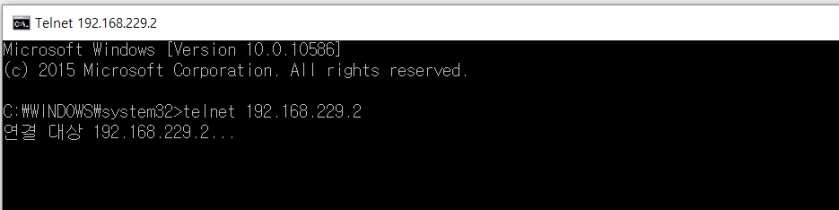 Telnet 192.168.229.2
Microsoft Windows [Version 10.0.10586]
(c) 2015 Microsoft Corporation. All rights reserved.
C:₩WINDOWS₩system32>telnet 192.168.229.2
연결 대상 192.168.229.2...